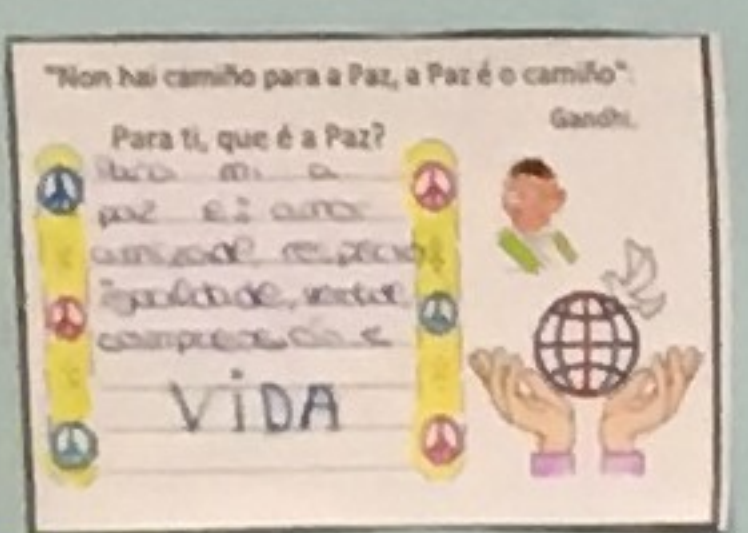 "Non hai camiño para a Paz, a Paz é o camiño".
Gandhi.
Para ti, que é a Paz?
Para mi a
paz é: amor
amizade, respecto
igualdade,
comprensión e
ViDA